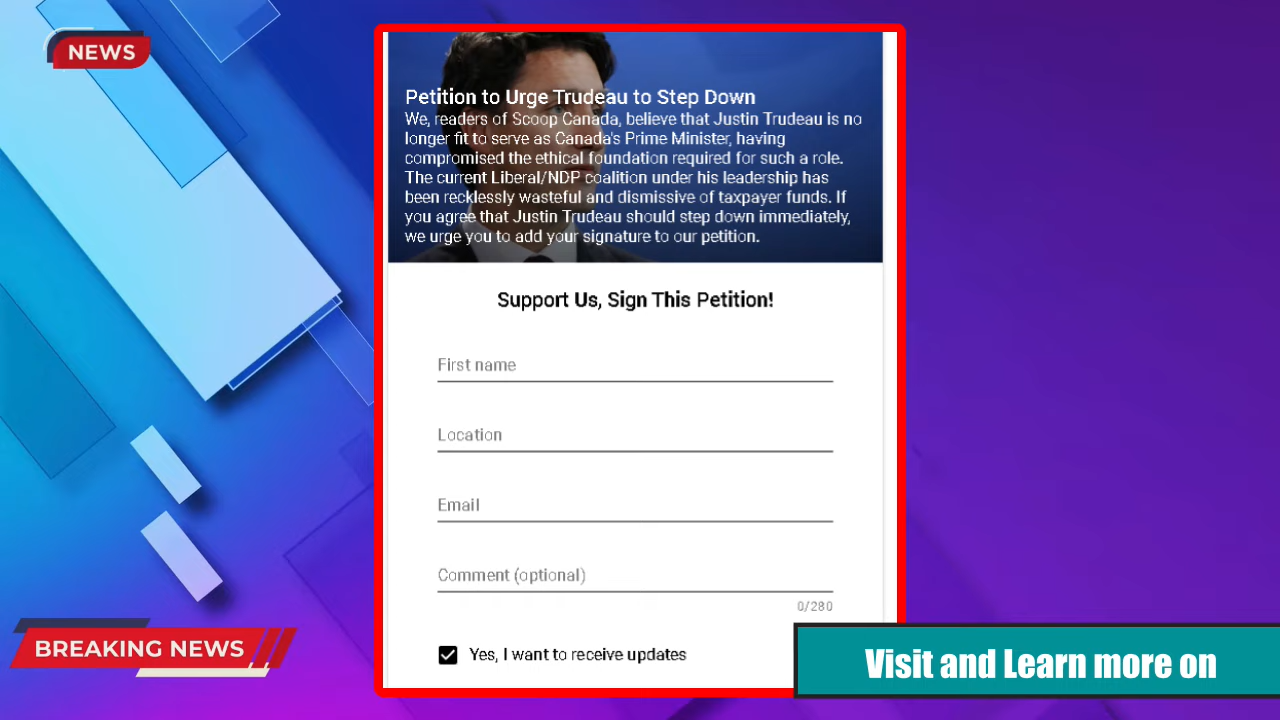 NEWS
Petition to Urge Trudeau to Step Down
We, readers of Scoop Canada, believe that Justin Trudeau is no
longer fit to serve as Canada's Prime Minister, having
compromised the ethical foundation required for such a role.
The current Liberal/NDP coalition under his leadership has
been recklessly wasteful and dismissive of taxpayer funds. If
you agree that Justin Trudeau should step down immediately,
we urge you to add your signature to our petition.
Support Us, Sign This Petition!
First name
Location
Email
Comment (optional)
0/280
Yes, I want to receive updates
BREAKING NEWS
Visit and Learn more on